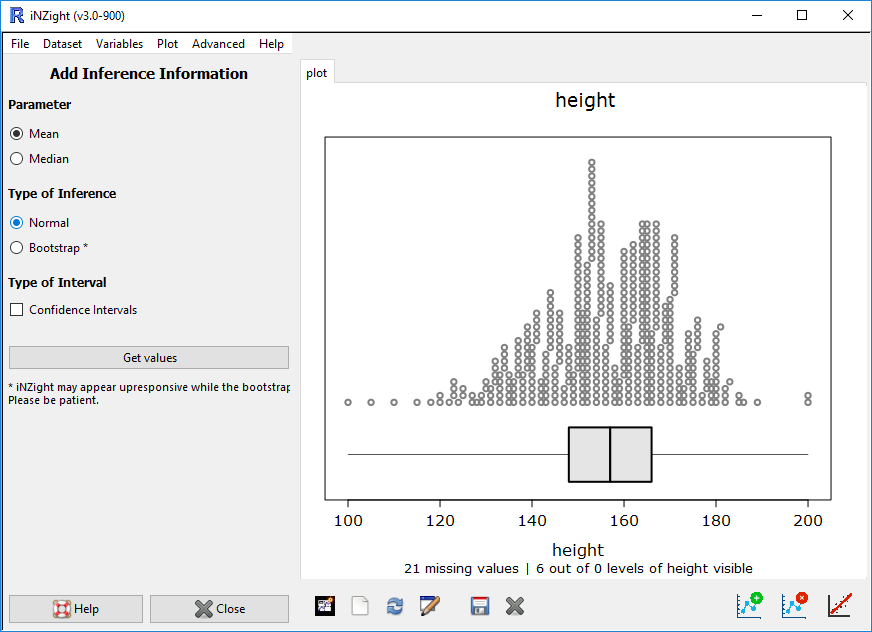 iNZight (v3.0-900)
File Dataset Variables Plot Advanced Help
Add Inference Information
Parameter
Mean
Median
Type of Inference
Normal
Bootstrap *
Type of Interval
Confidence Intervals
Get values
* iNZight may appear upresponsive while the bootstrap
Please be patient.
Help
Close
plot
height
100 120 140 160 180 200
height
21 missing values | 6 out of 0 levels of height visible